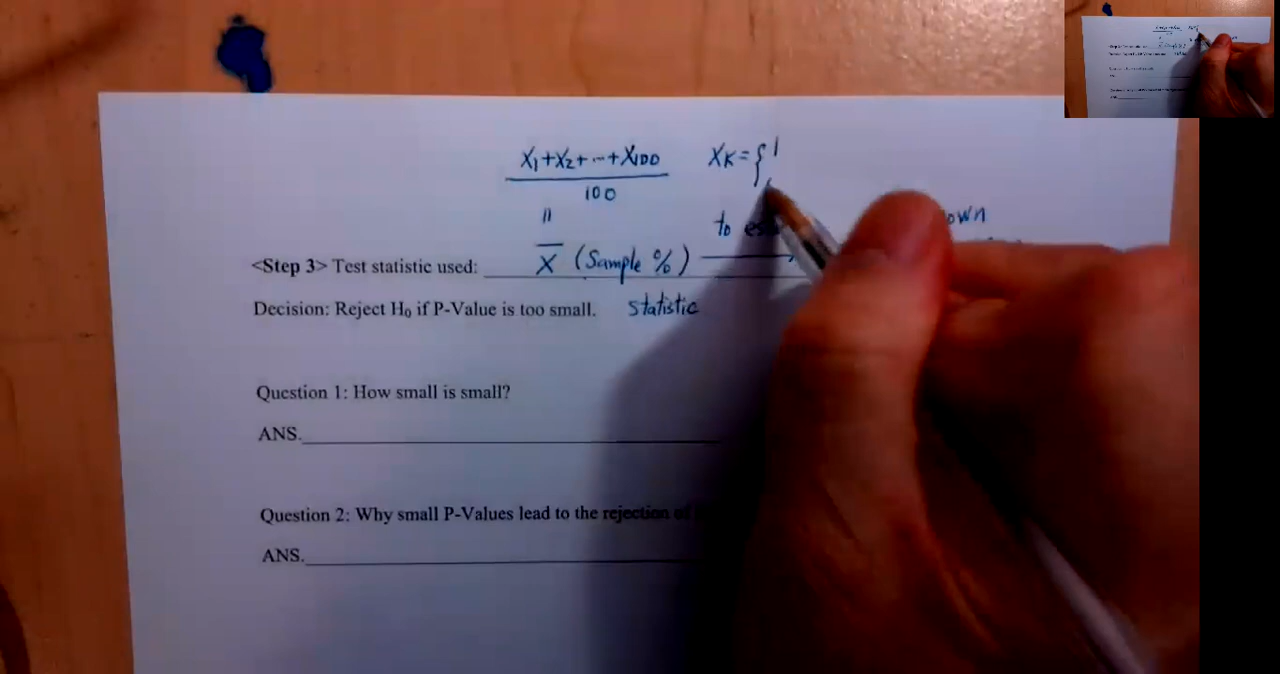 X1+X2+···+X100 XK={1
100
"
to
<Step 3> Test statistic used: X̄ (Sample %)
Decision: Reject H0 if P-Value is too small. Statistic
Question 1: How small is small?
ANS.
Question 2: Why small P-Values lead to the rejection of
ANS.